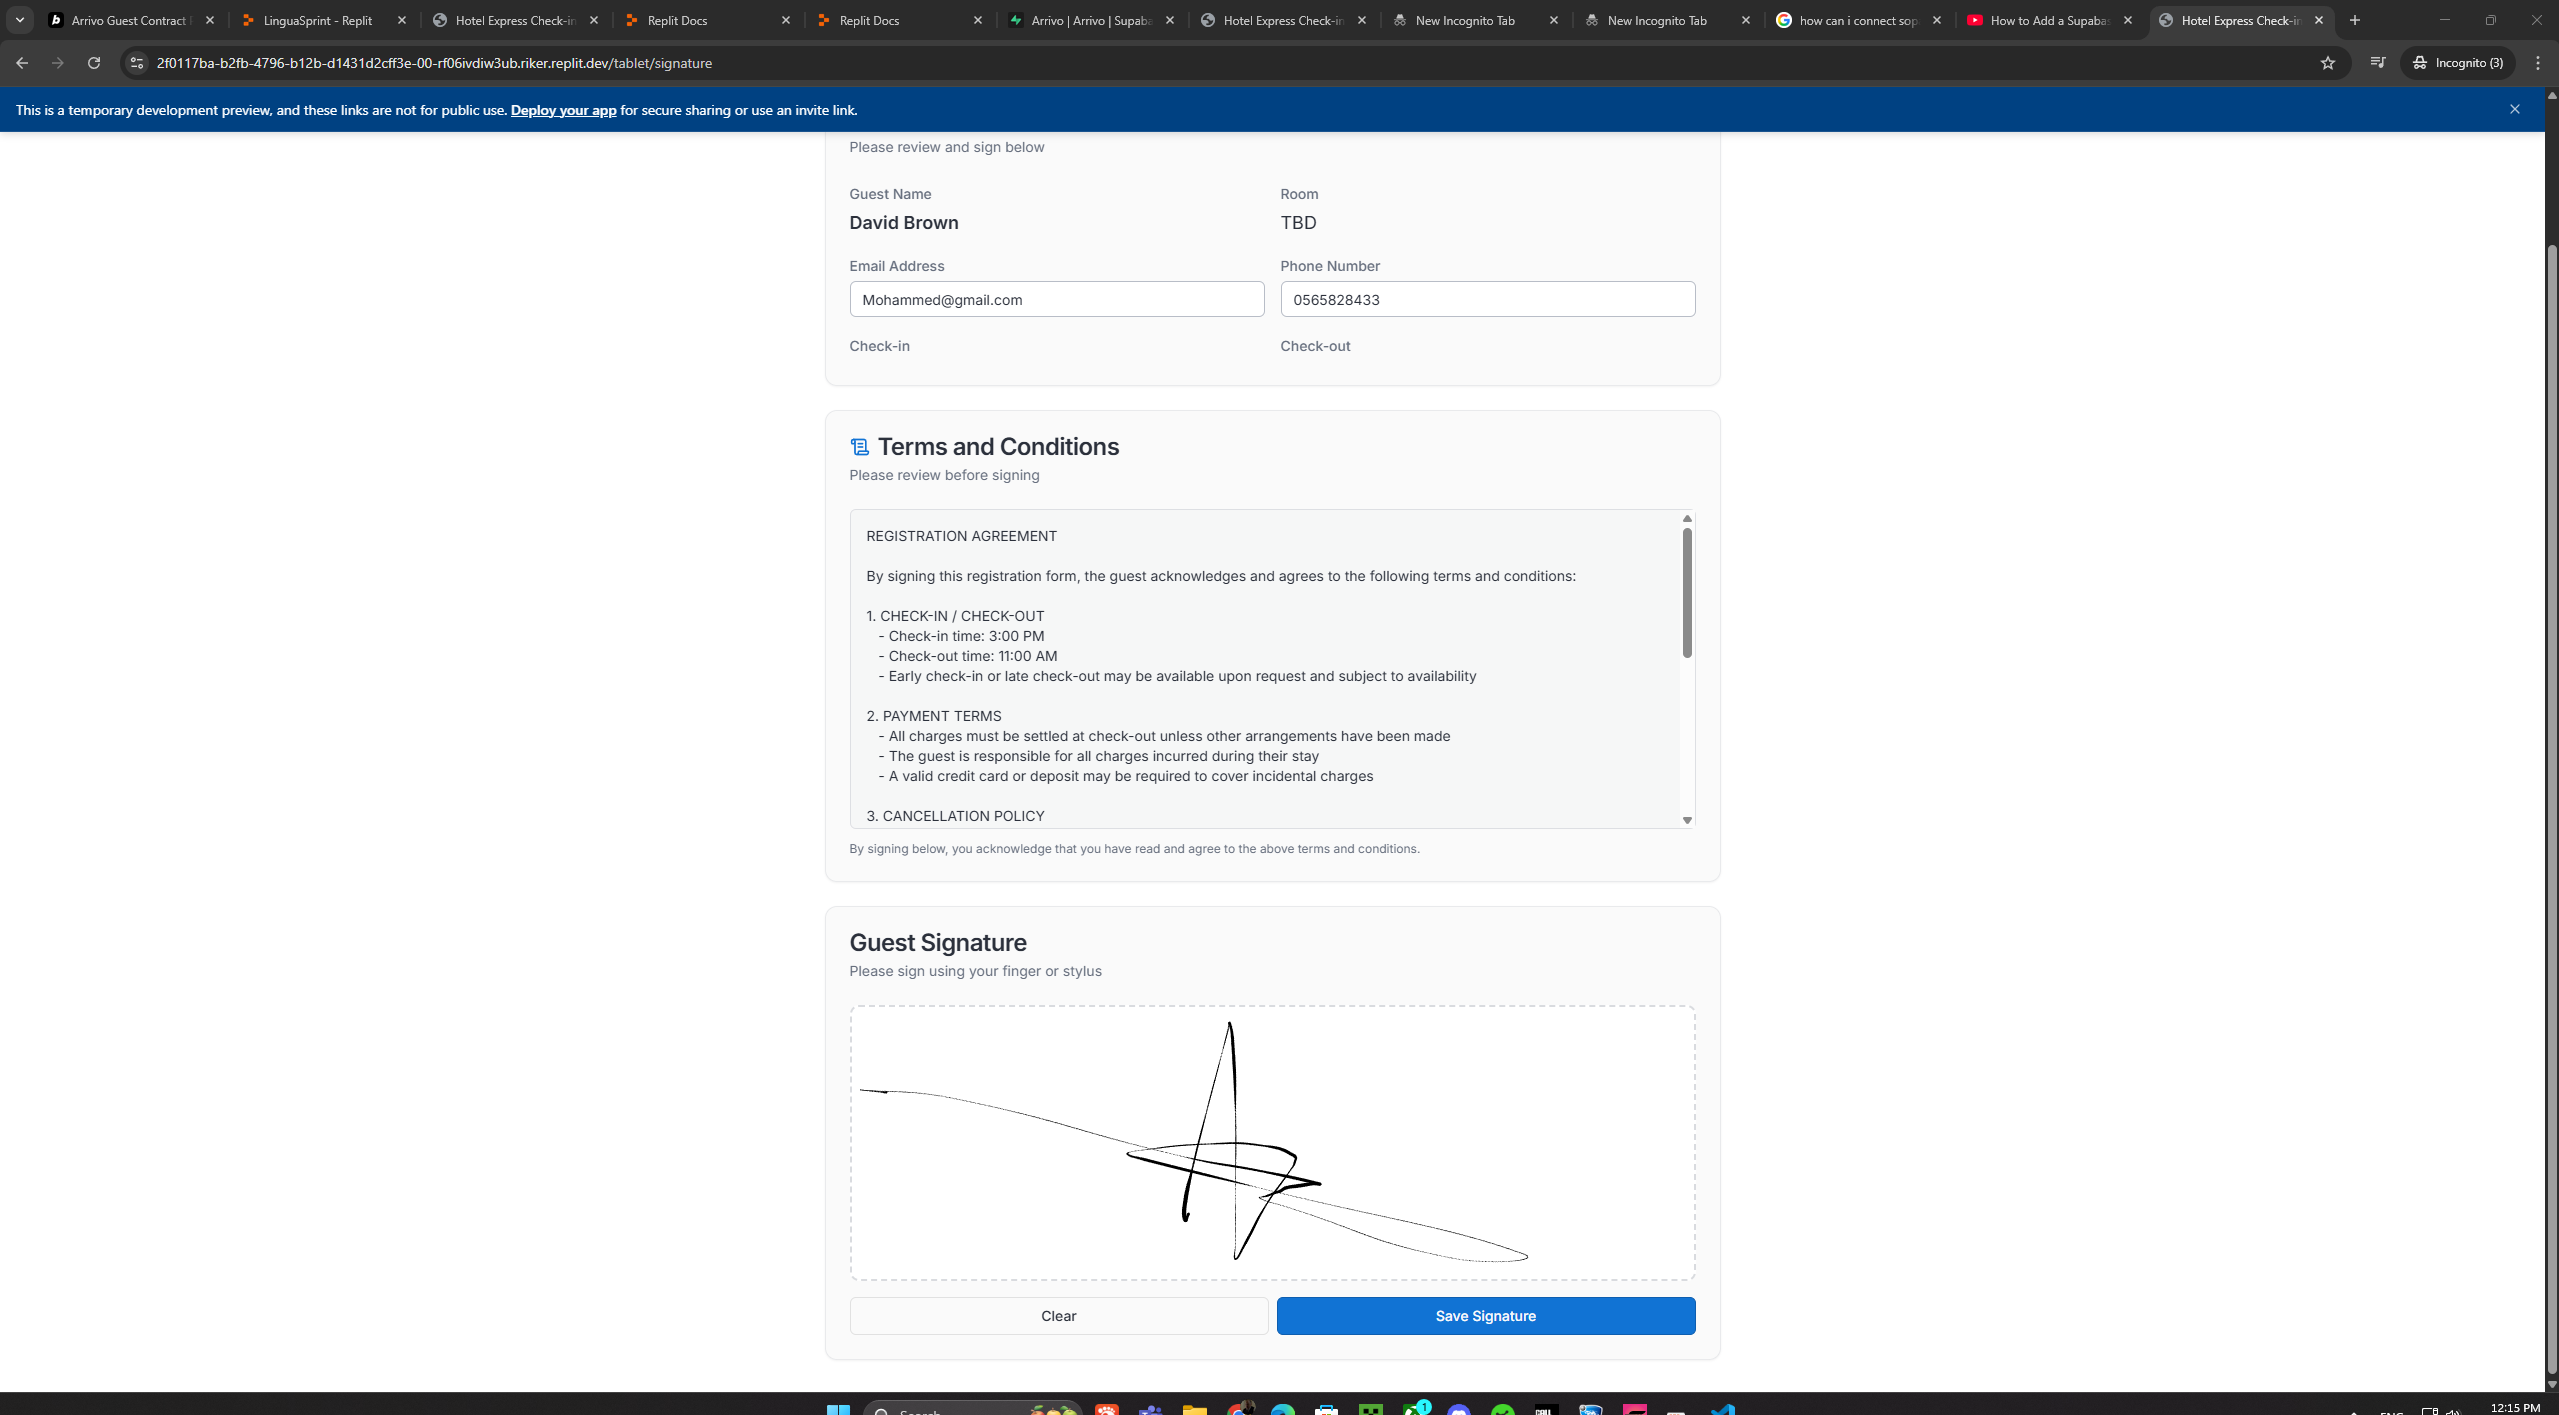 Arrivo Guest Contract
LinguaSprint - Replit
Hotel Express Check-in
Replit Docs
Replit Docs
Arrivo | Arrivo | Supaba
Hotel Express Check-in
New Incognito Tab
New Incognito Tab
how can i connect sop
How to Add a Supabas
Hotel Express Check-in
2f0117ba-b2fb-4796-b12b-d1431d2cff3e-00-rf06ivdiw3ub.riker.replit.dev/tablet/signature
Incognito (3)
This is a temporary development preview, and these links are not for public use. Deploy your app for secure sharing or use an invite link.
Please review and sign below
Guest Name
David Brown
Room
TBD
Email Address
Mohammed@gmail.com
Phone Number
0565828433
Check-in
Check-out
Terms and Conditions
Please review before signing
REGISTRATION AGREEMENT
By signing this registration form, the guest acknowledges and agrees to the following terms and conditions:
1. CHECK-IN / CHECK-OUT
- Check-in time: 3:00 PM
- Check-out time: 11:00 AM
- Early check-in or late check-out may be available upon request and subject to availability
2. PAYMENT TERMS
- All charges must be settled at check-out unless other arrangements have been made
- The guest is responsible for all charges incurred during their stay
- A valid credit card or deposit may be required to cover incidental charges
3. CANCELLATION POLICY
By signing below, you acknowledge that you have read and agree to the above terms and conditions.
Guest Signature
Please sign using your finger or stylus
Clear
Save Signature
Search
1
ENG
12:15 PM